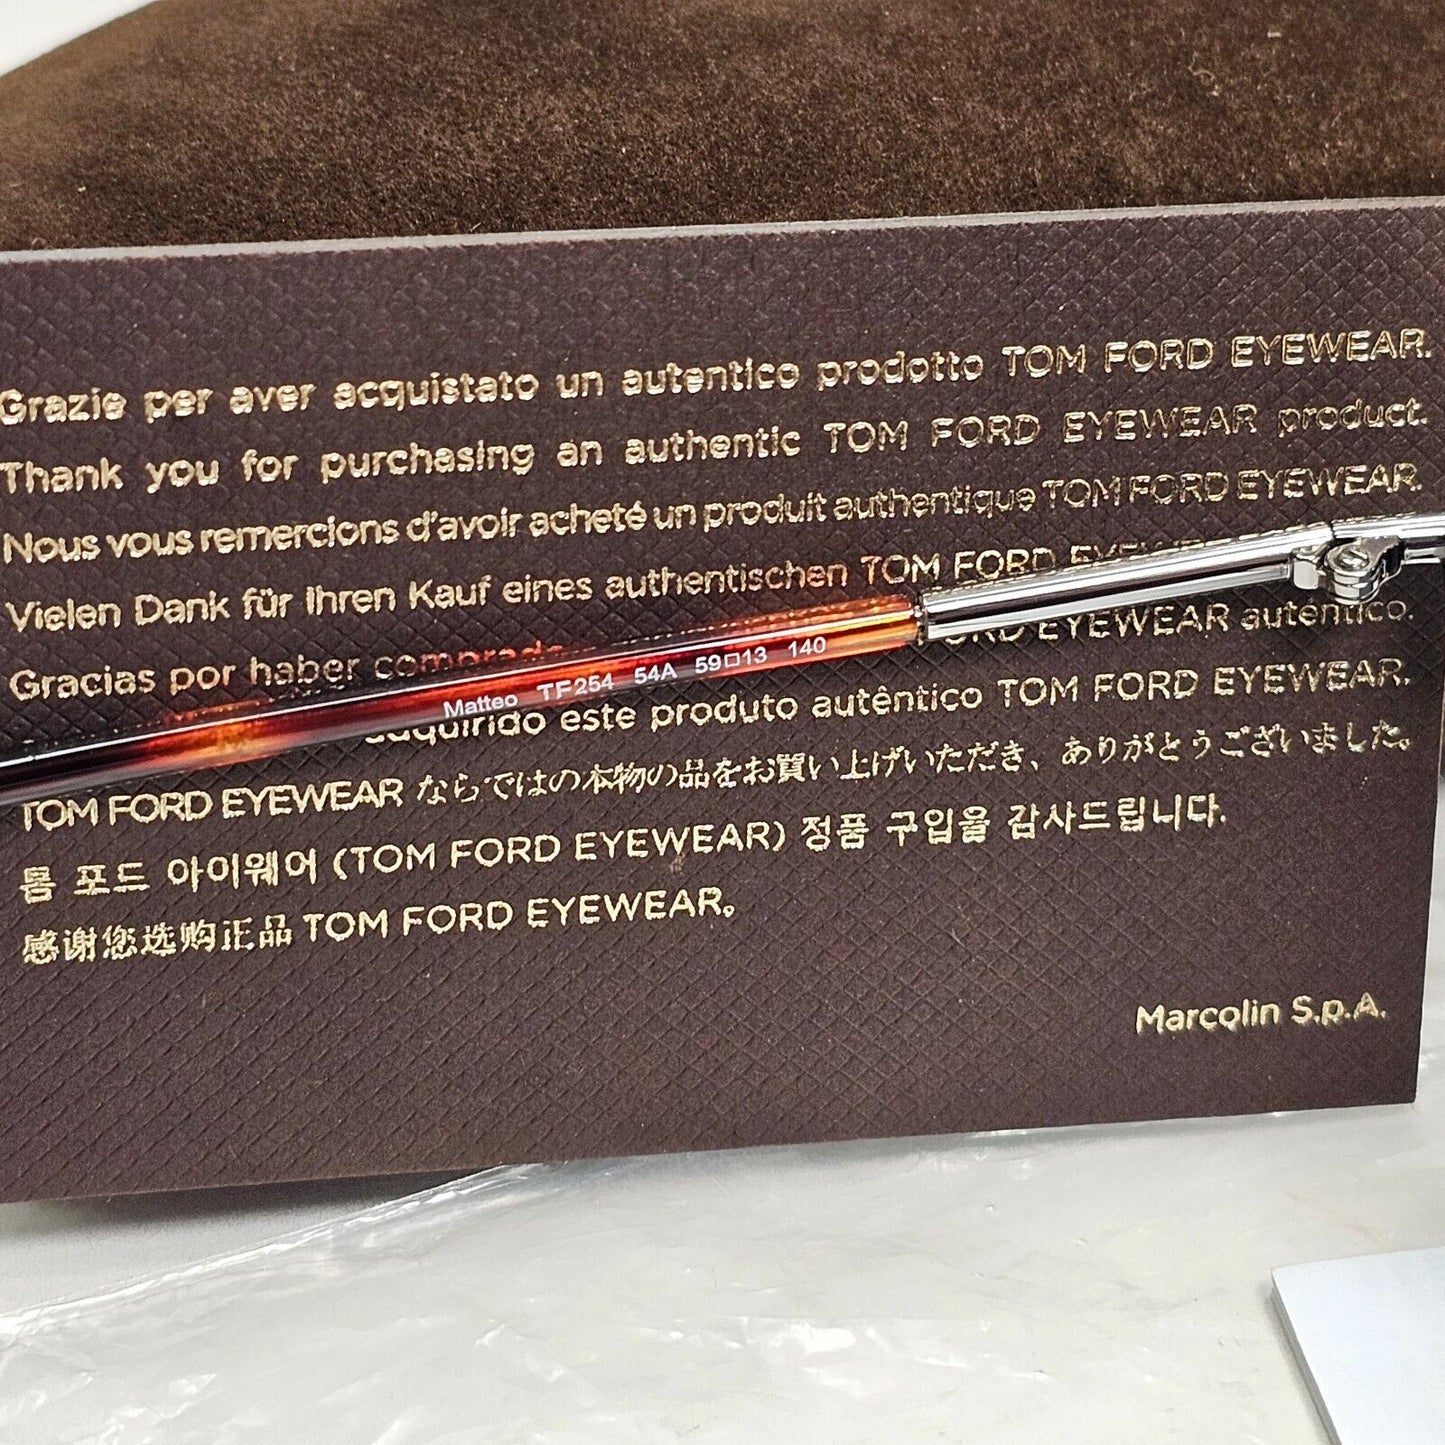 Grazie per aver acquistato un autentico prodotto TOM FORD EYEWEAR.
Thank you for purchasing an authentic TOM FORD EYEWEAR product.
Nous vous remercions d'avoir acheté un produit authentique TOM FORD EYEWEAR.
Vielen Dank für Ihren Kauf eines authentischen TOM FORD
Gracias por haber comprado FORD EYEWEAR auténtico.
Matteo TF254 54A 59□13 140
adquirido este produto autêntico TOM FORD EYEWEAR.
TOM FORD EYEWEAR ならではの本物の品をお買い上げいただき、ありがとうございました。
톰 포드 아이웨어 (TOM FORD EYEWEAR) 정품 구입을 감사드립니다.
感谢您选购正品 TOM FORD EYEWEAR。
Marcolin S.p.A.